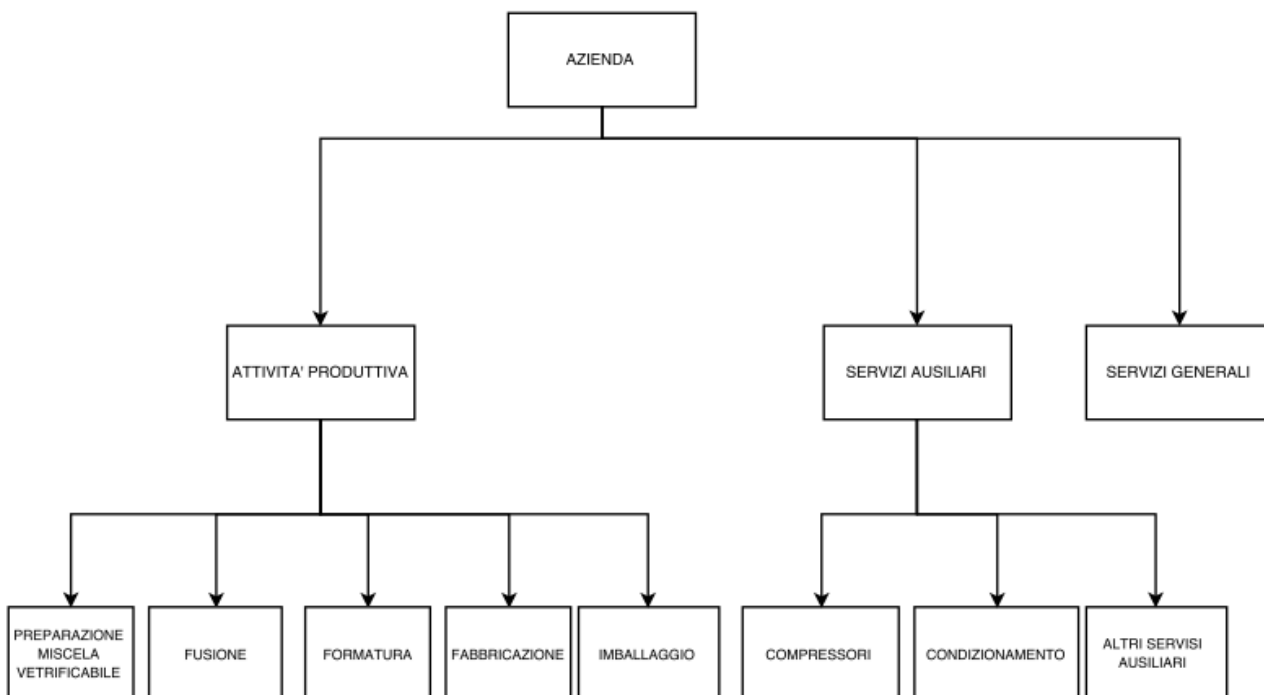 AZIENDA
ATTIVITA' PRODUTTIVA
SERVIZI AUSILIARI
SERVIZI GENERALI
PREPARAZIONE
MISCELA
VETRIFICABILE
FUSIONE
FORMATURA
FABBRICAZIONE
IMBALLAGGIO
COMPRESSORI
CONDIZIONAMENTO
ALTRI SERVISI
AUSILIARI